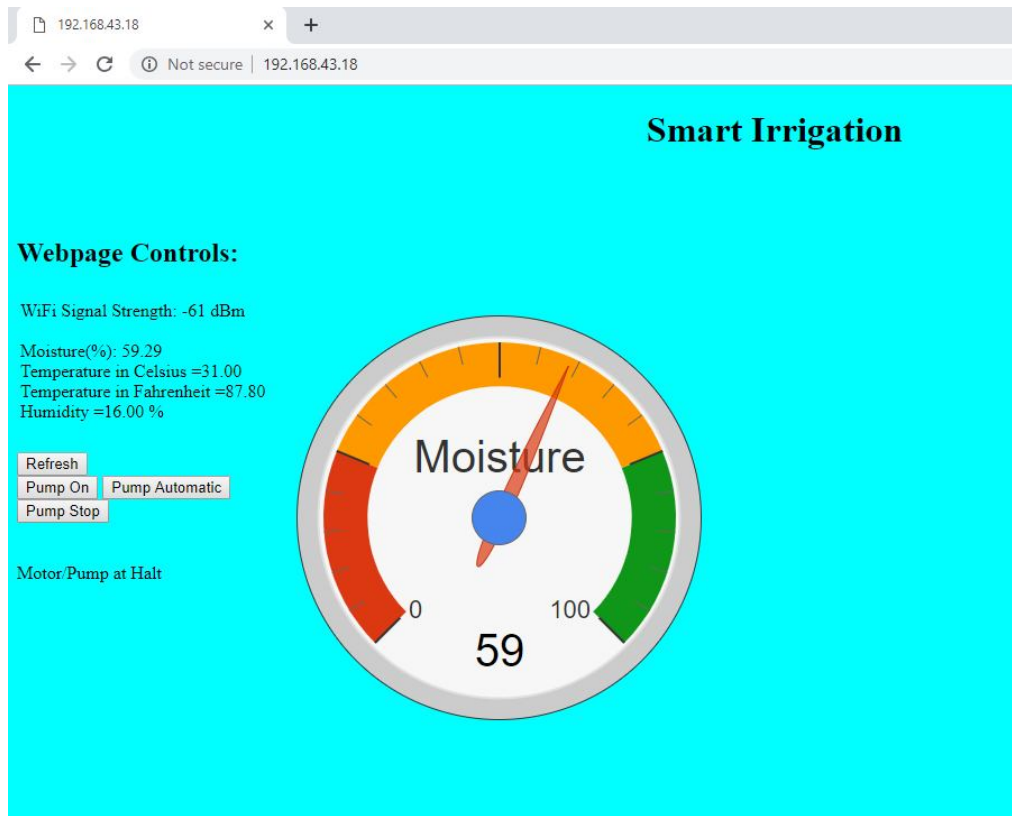 192.168.43.18
Not secure | 192.168.43.18
Smart Irrigation
Webpage Controls:
WiFi Signal Strength: -61 dBm
Moisture(%): 59.29
Temperature in Celsius =31.00
Temperature in Fahrenheit =87.80
Humidity =16.00 %
Refresh
Pump On Pump Automatic
Pump Stop
Motor/Pump at Halt
Moisture
0 100
59